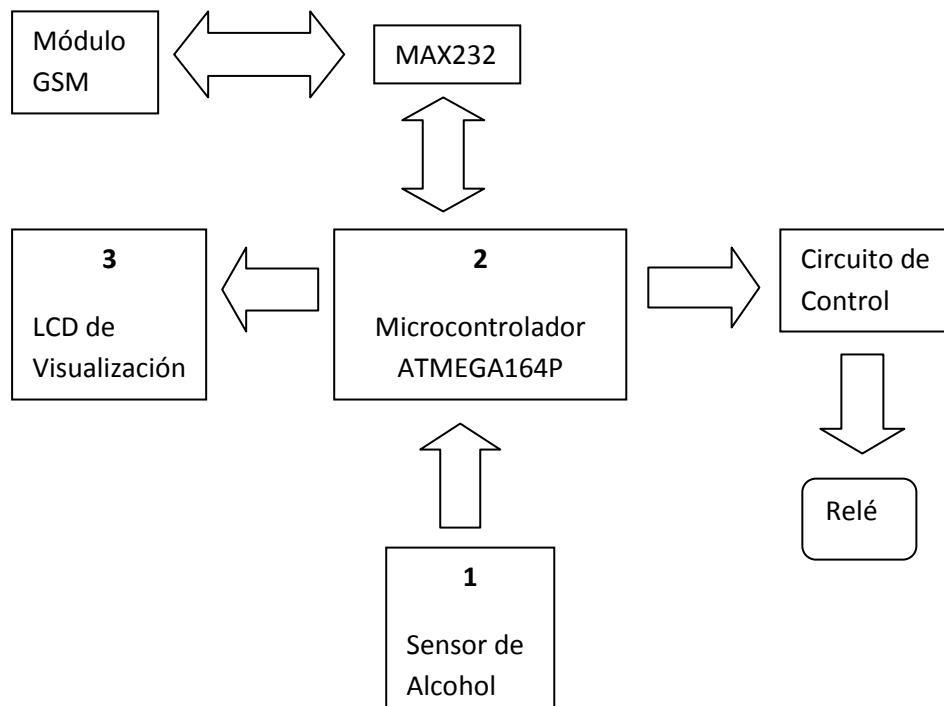 Módulo
GSM
MAX232
3
LCD de
Visualización
2
Microcontrolador
ATMEGA164P
Circuito de
Control
Relé
1
Sensor de
Alcohol